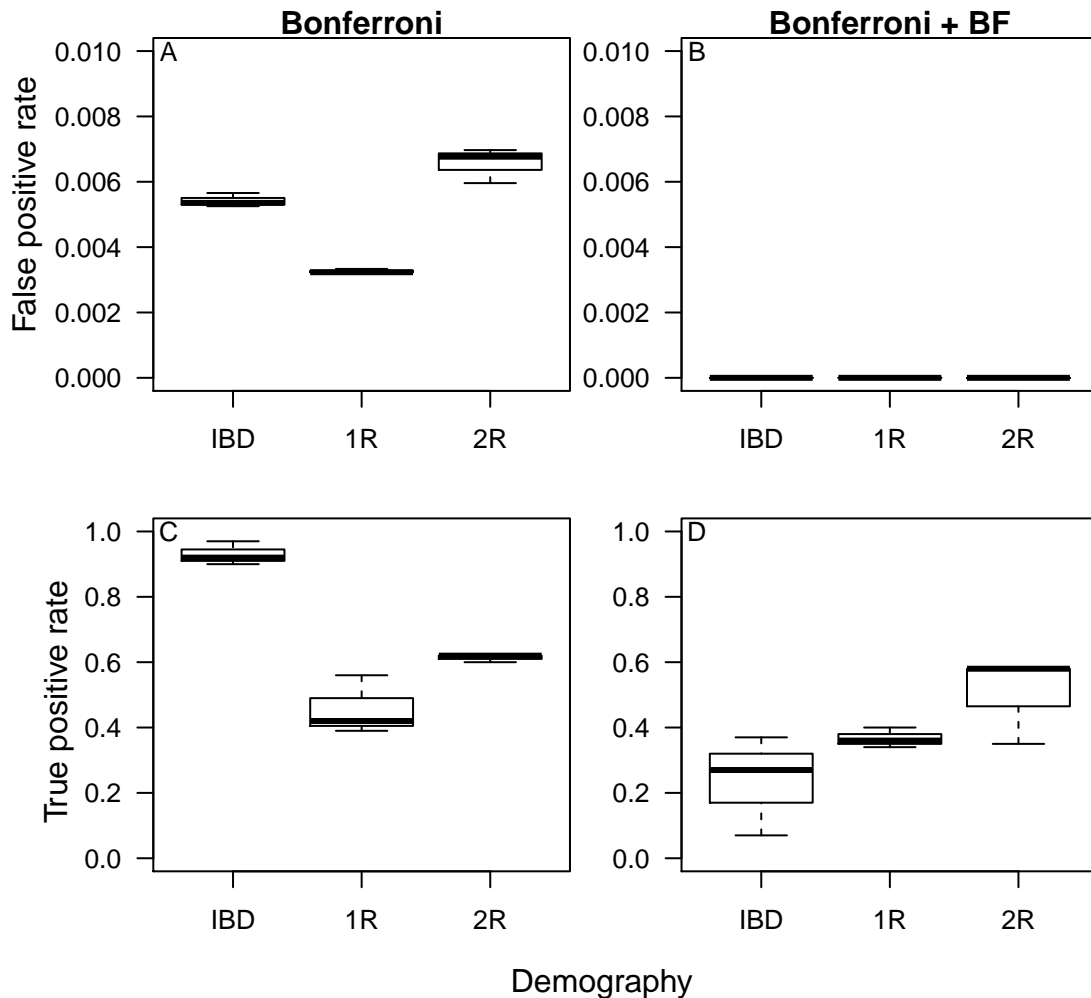 Bonferroni
Bonferroni + BF
A
B
False positive rate
0.010
0.008
0.006
0.004
0.002
0.000
0.010
0.008
0.006
0.004
0.002
0.000
IBD 1R 2R
IBD 1R 2R
C
D
True positive rate
1.0
0.8
0.6
0.4
0.2
0.0
1.0
0.8
0.6
0.4
0.2
0.0
IBD 1R 2R
IBD 1R 2R
Demography